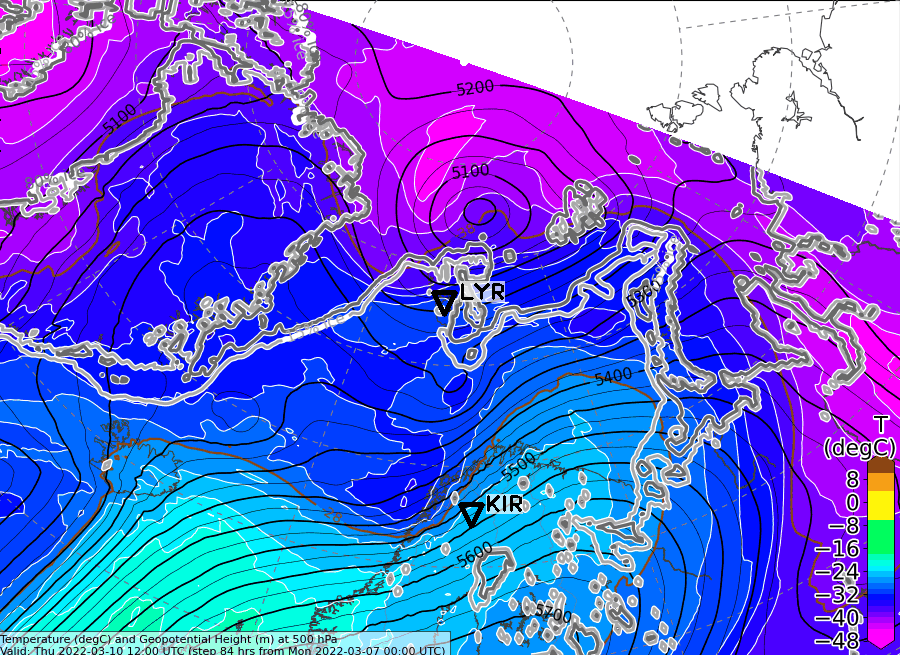 5200
5100
5100
LYR
5400
5500
KIR
5600
5700
T
(degC)
8
0
−8
−16
−24
−32
−40
−48
Temperature (degC) and Geopotential Height (m) at 500 hPa
Valid: Thu 2022-03-10 12:00 UTC (step 84 hrs from Mon 2022-03-07 00:00 UTC)